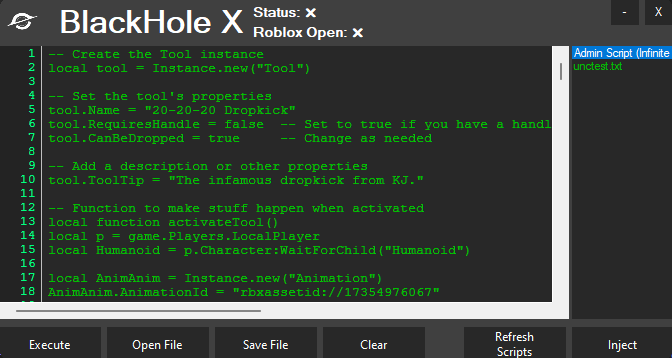 BlackHole X
Status: ✕
Roblox Open: ✕
- X
1 -- Create the Tool instance
2 local tool = Instance.new("Tool")
3
4 -- Set the tool's properties
5 tool.Name = "20-20-20 Dropkick"
6 tool.RequiresHandle = false  -- Set to true if you have a handl
7 tool.CanBeDropped = true     -- Change as needed
8
9 -- Add a description or other properties
10 tool.ToolTip = "The infamous dropkick from KJ."
11
12 -- Function to make stuff happen when activated
13 local function activateTool()
14 local p = game.Players.LocalPlayer
15 local Humanoid = p.Character:WaitForChild("Humanoid")
16
17 local AnimAnim = Instance.new("Animation")
18 AnimAnim.AnimationId = "rbxassetid://17354976067"
Admin Script (Infinite
unctest.txt
Execute
Open File
Save File
Clear
Refresh
Scripts
Inject